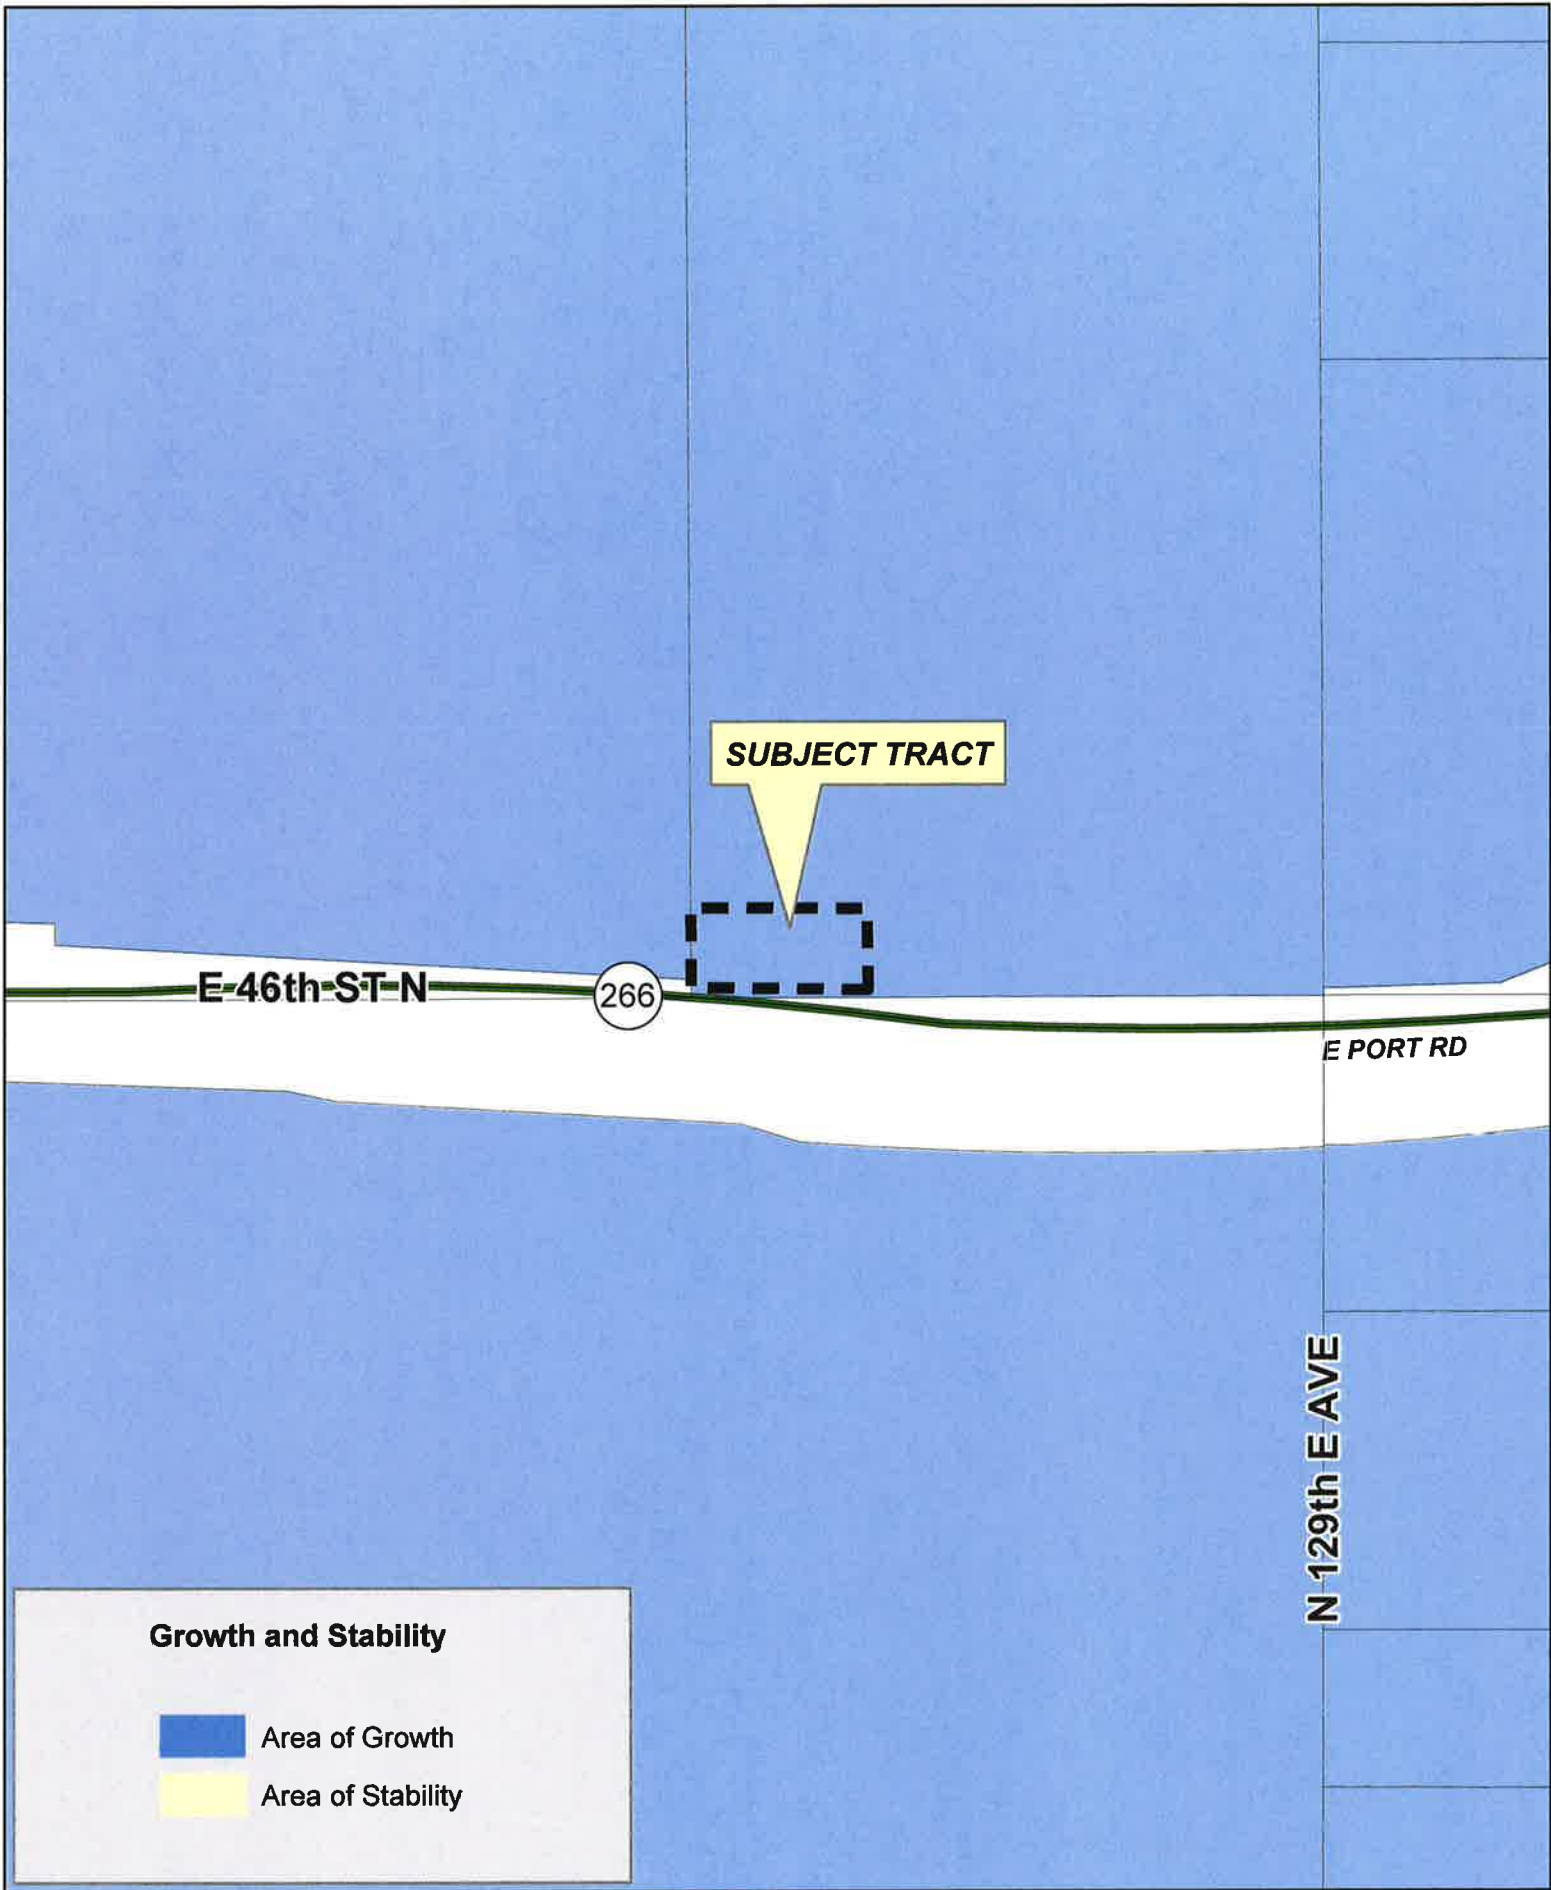 SUBJECT TRACT
E 46th ST N
266
E PORT RD
N 129th E AVE
Growth and Stability
Area of Growth
Area of Stability